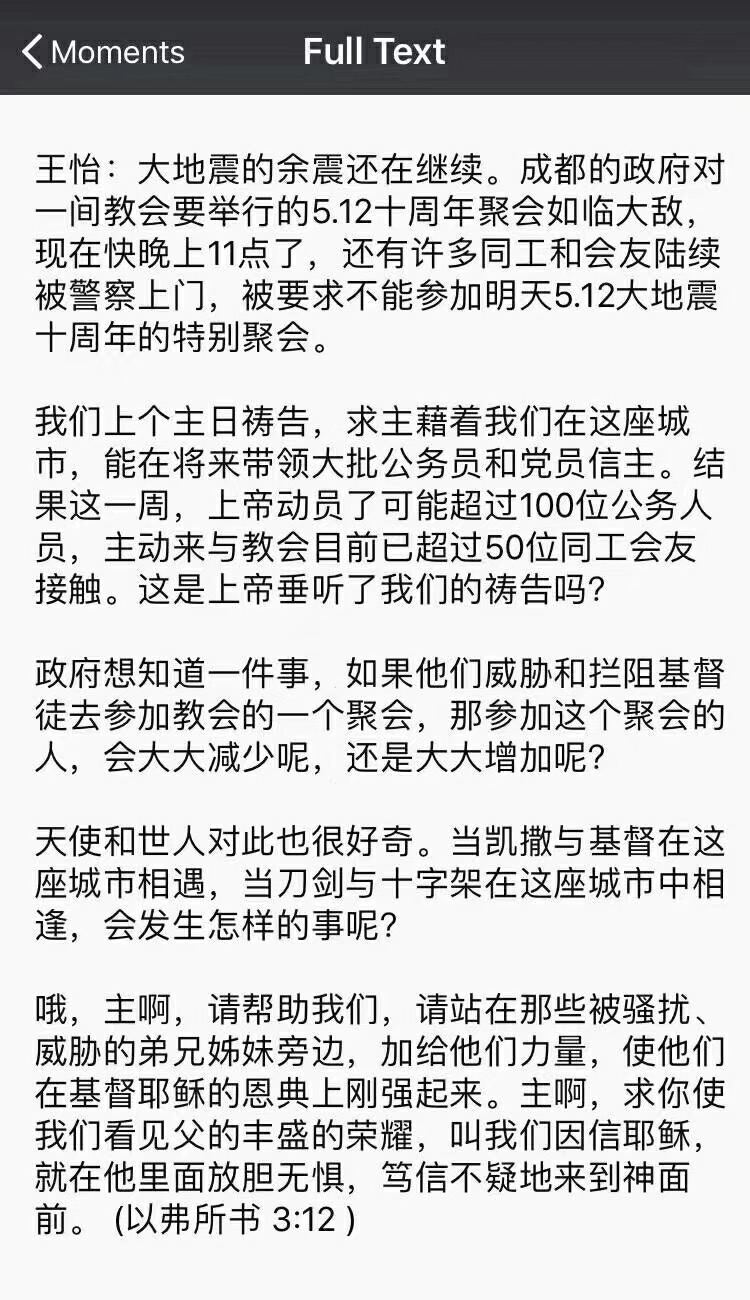 Moments
Full Text
王怡：大地震的余震还在继续。成都的政府对
一间教会要举行的5.12十周年聚会如临大敌，
现在快晚上11点了，还有许多同工和会友陆续
被警察上门，被要求不能参加明天5.12大地震
十周年的特别聚会。
我们上个主日祷告，求主藉着我们在这座城
市，能在将来带领大批公务员和党员信主。结
果这一周，上帝动员了可能超过100位公务人
员，主动来与教会目前已超过50位同工会友
接触。这是上帝垂听了我们的祷告吗？
政府想知道一件事，如果他们威胁和拦阻基督
徒去参加教会的一个聚会，那参加这个聚会的
人，会大大减少呢，还是大大增加呢？
天使和世人对此也很好奇。当凯撒与基督在这
座城市相遇，当刀剑与十字架在这座城市中相
逢，会发生怎样的事呢？
哦，主啊，请帮助我们，请站在那些被骚扰、
威胁的弟兄姊妹旁边，加给他们力量，使他们
在基督耶稣的恩典上刚强起来。主啊，求你使
我们看见父的丰盛的荣耀，叫我们因信耶稣，
就在他里面放胆无惧，笃信不疑地来到神面
前。 (以弗所书 3:12 )